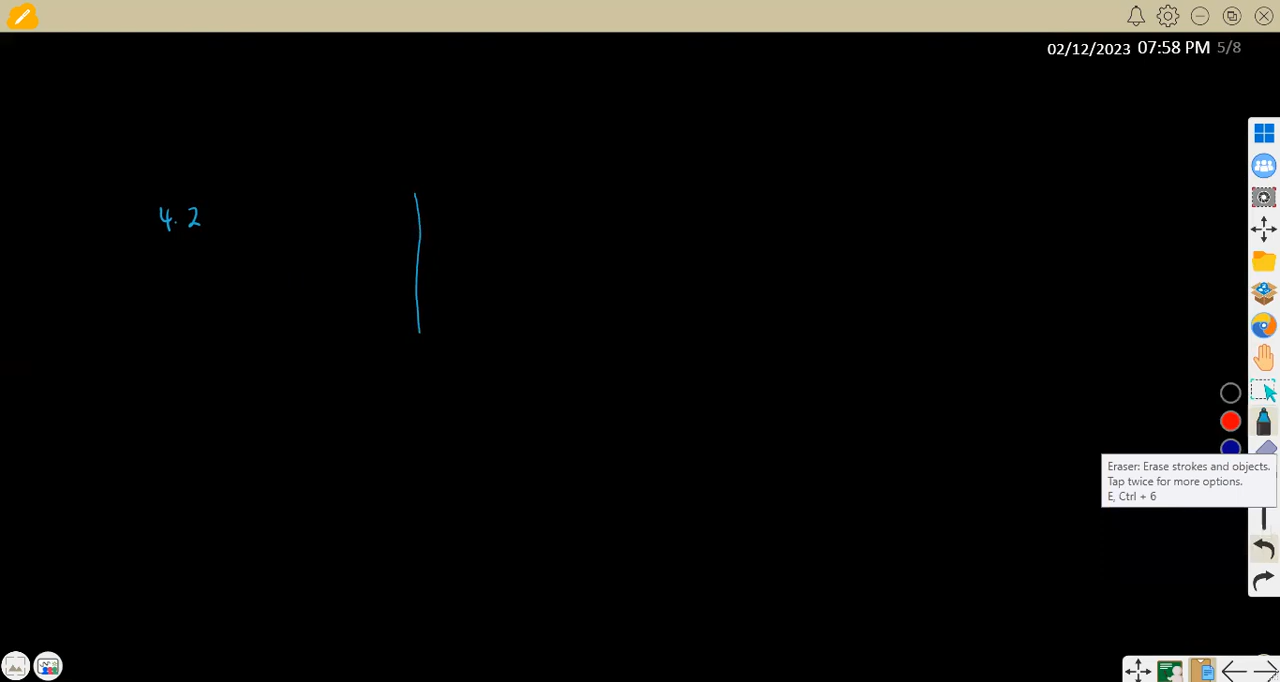 02/12/2023 07:58 PM 5/8
4.2
Eraser: Erase strokes and objects.
Tap twice for more options.
E, Ctrl + 6